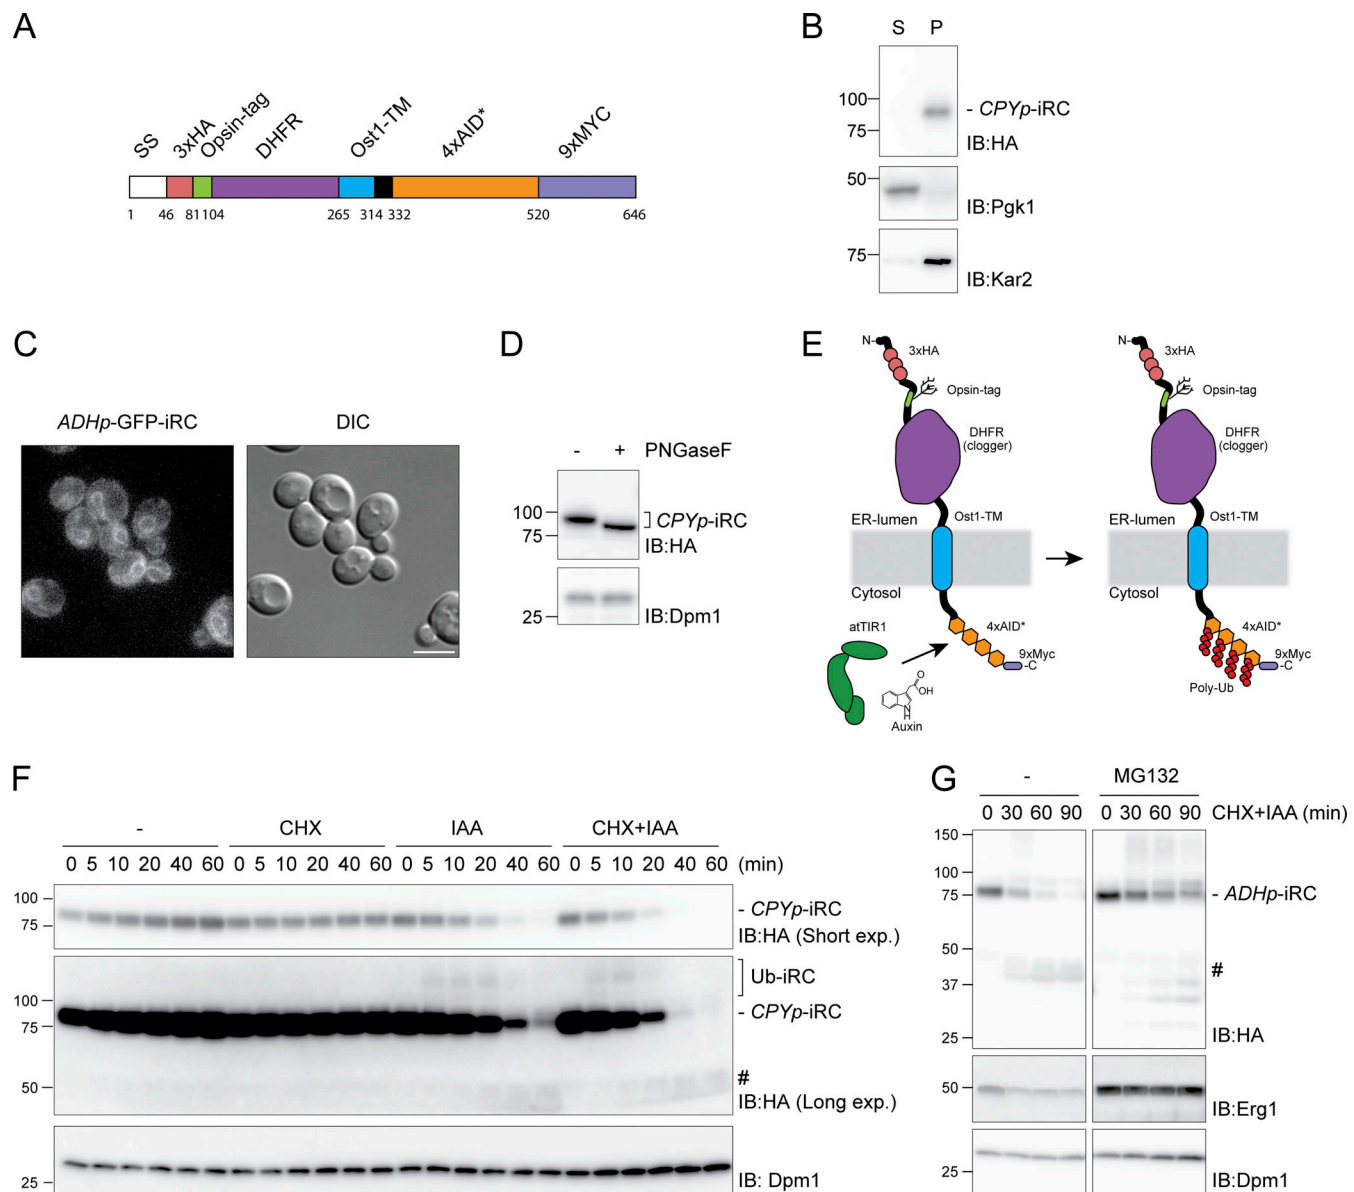 A
SS 3xHA Opsin-tag DHFR Ost1-TM 4xAID* 9xMYC
1 46 81 104 265 314 332 520 646
B
S P
100
75
- CPYp-iRC
IB:HA
50
IB:Pgk1
75
IB:Kar2
C
ADHp-GFP-iRC DIC
D
- + PNGaseF
100
75
CPYp-iRC
IB:HA
25
IB:Dpm1
E
N-
3xHA
Opsin-tag
DHFR
(clogger)
ER-lumen
Ost1-TM
Cytosol
atTIR1
4xAID*
9xMyc
-C
O
OH
N
H
Auxin
N-
3xHA
Opsin-tag
DHFR
(clogger)
ER-lumen
Ost1-TM
Cytosol
4xAID*
9xMyc
-C
Poly-Ub
F
- CHX IAA CHX+IAA
0 5 10 20 40 60 0 5 10 20 40 60 0 5 10 20 40 60 0 5 10 20 40 60 (min)
100
75
- CPYp-iRC
IB:HA (Short exp.)
Ub-iRC
100
75
- CPYp-iRC
#
50
IB:HA (Long exp.)
25
IB: Dpm1
G
- MG132
0 30 60 90 0 30 60 90 CHX+IAA (min)
150
100
75
- ADHp-iRC
50
#
37
25
IB:HA
50
IB:Erg1
25
IB:Dpm1